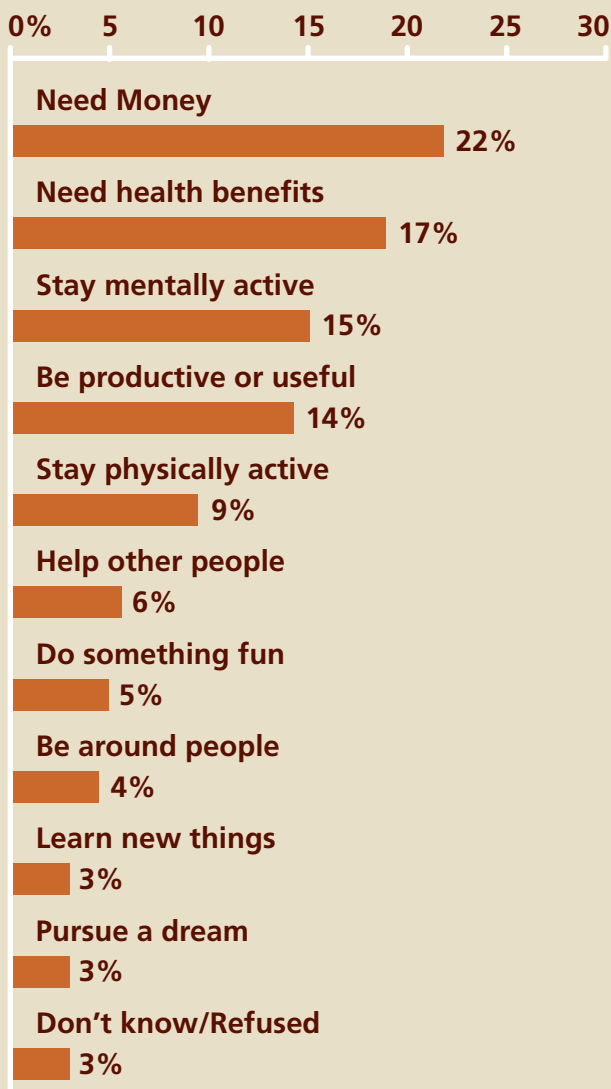 0% 5 10 15 20 25 30
Need Money
22%
Need health benefits
17%
Stay mentally active
15%
Be productive or useful
14%
Stay physically active
9%
Help other people
6%
Do something fun
5%
Be around people
4%
Learn new things
3%
Pursue a dream
3%
Don’t know/Refused
3%